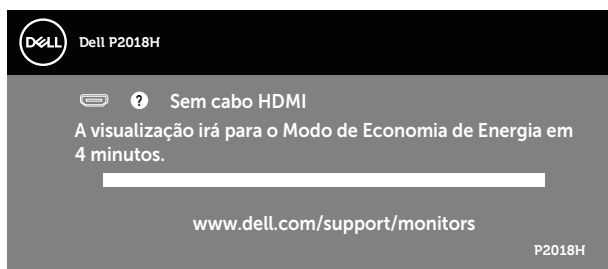 DELL Dell P2018H
? Sem cabo HDMI
A visualização irá para o Modo de Economia de Energia em
4 minutos.
www.dell.com/support/monitors
P2018H